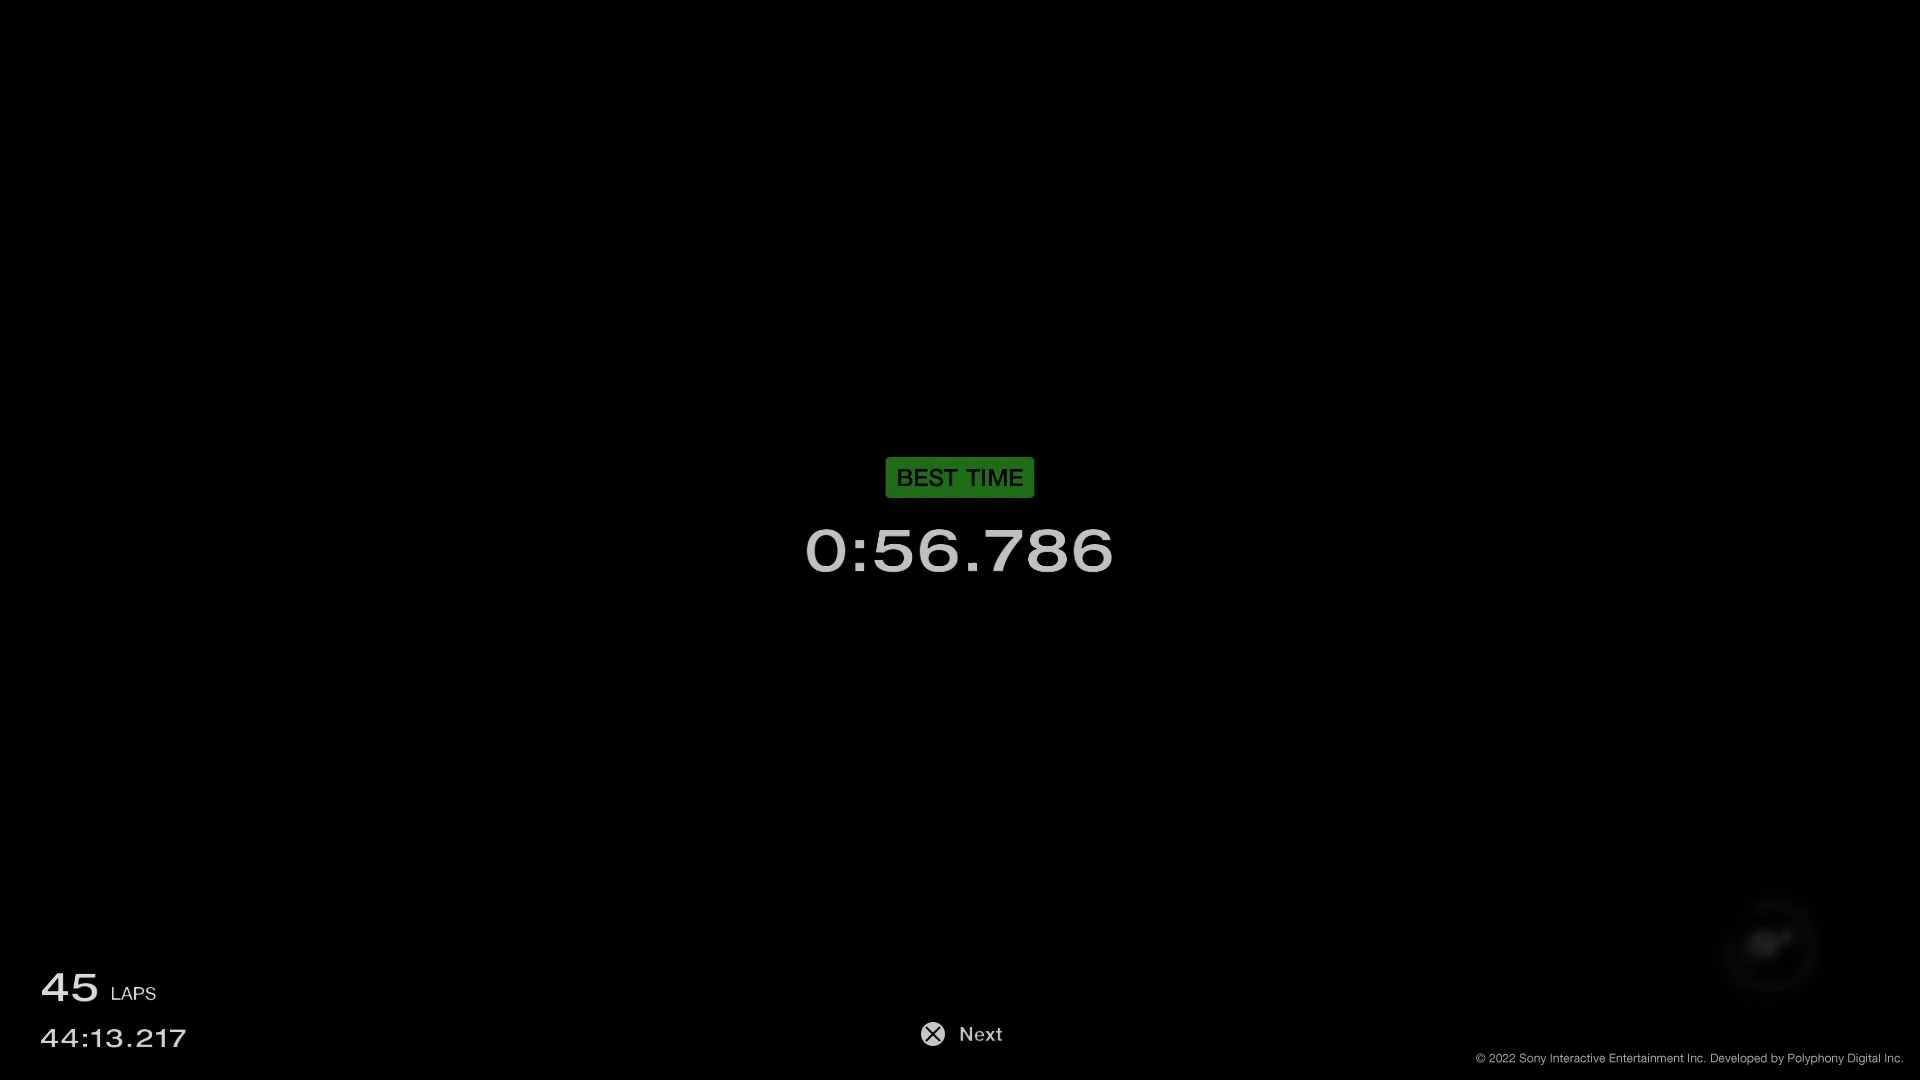 BEST TIME
0:56.786
45 LAPS
44:13.217
Next
© 2022 Sony Interactive Entertainment Inc. Developed by Polyphony Digital Inc.